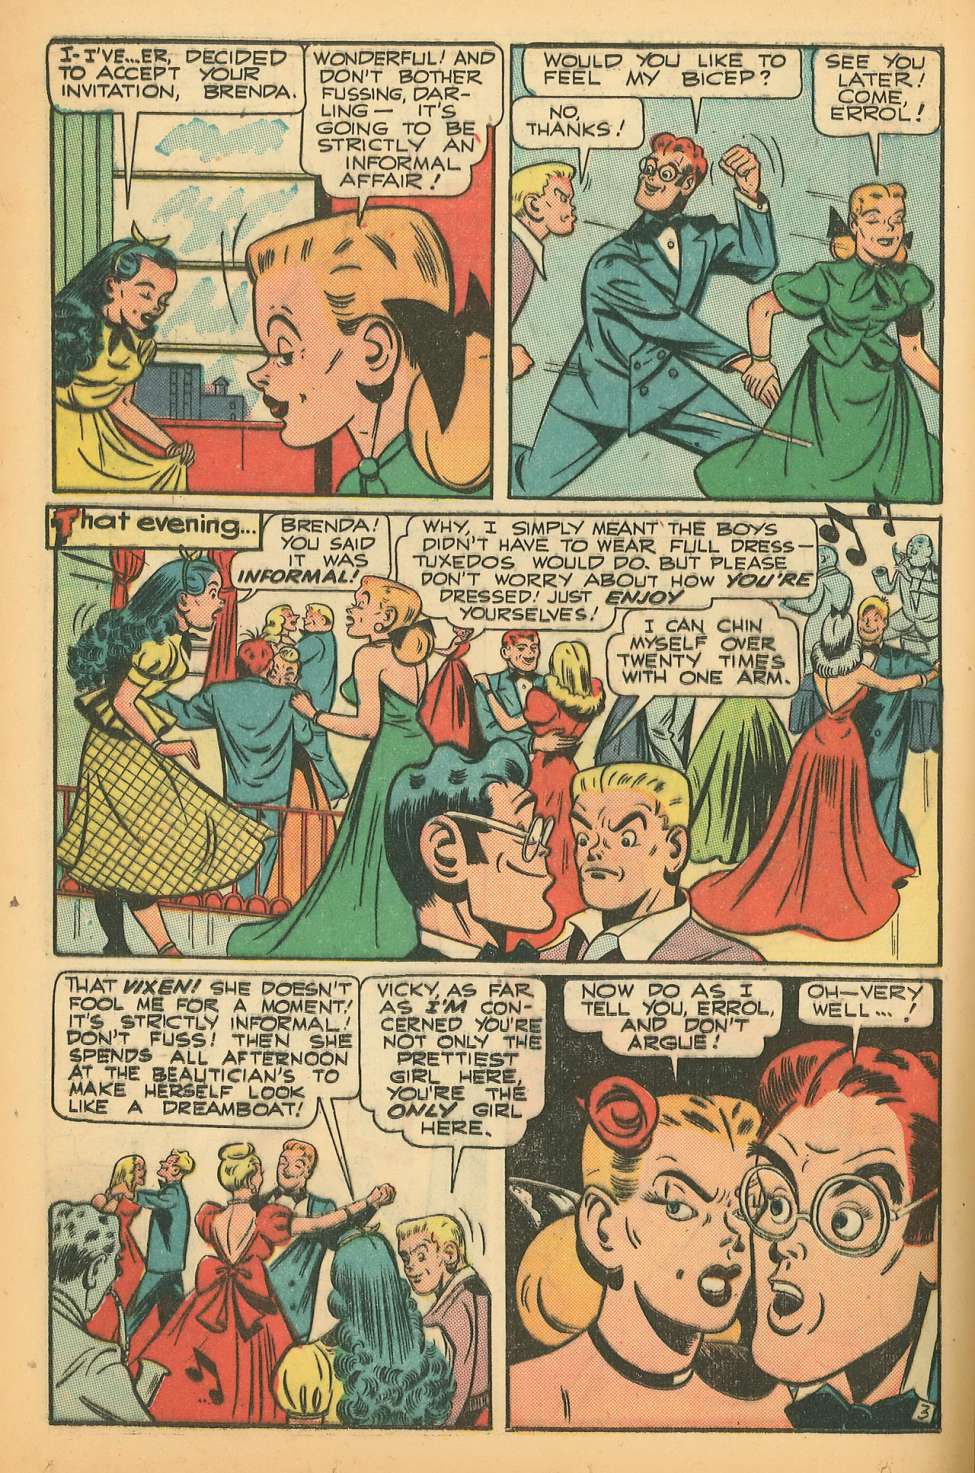 I-I'VE...ER, DECIDED
TO ACCEPT YOUR
INVITATION, BRENDA.
WONDERFUL! AND
DON'T BOTHER
FUSSING, DAR-
LING — IT'S
GOING TO BE
STRICTLY AN
INFORMAL
AFFAIR!
WOULD YOU LIKE TO
FEEL MY BICEP?
NO,
THANKS!
SEE YOU
LATER!
COME,
ERROL!
That evening...
BRENDA!
YOU SAID
IT WAS
INFORMAL!
WHY, I SIMPLY MEANT THE BOYS
DIDN'T HAVE TO WEAR FULL DRESS —
TUXEDOS WOULD DO. BUT PLEASE
DON'T WORRY ABOUT HOW YOU'RE
DRESSED! JUST ENJOY
YOURSELVES!
I CAN CHIN
MYSELF OVER
TWENTY TIMES
WITH ONE ARM.
THAT VIXEN! SHE DOESN'T
FOOL ME FOR A MOMENT!
IT'S STRICTLY INFORMAL!
DON'T FUSS! THEN SHE
SPENDS ALL AFTERNOON
AT THE BEAUTICIAN'S TO
MAKE HERSELF LOOK
LIKE A DREAMBOAT!
VICKY, AS FAR
AS I'M CON-
CERNED YOU'RE
NOT ONLY THE
PRETTIEST
GIRL HERE,
YOU'RE THE
ONLY GIRL
HERE.
NOW DO AS I
TELL YOU, ERROL,
AND DON'T
ARGUE!
OH—VERY
WELL...!
3